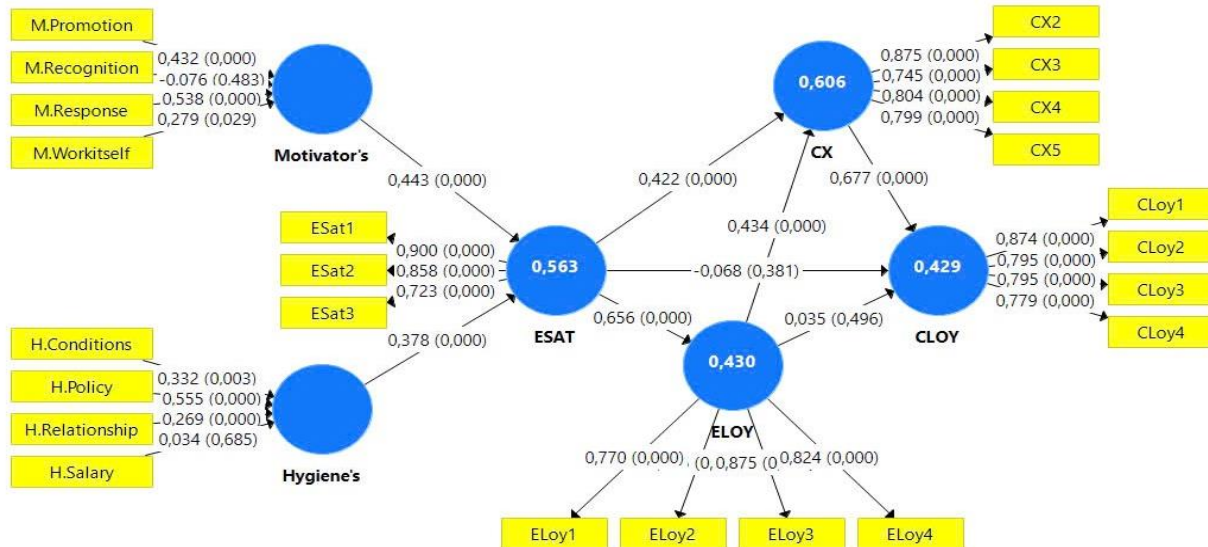 M.Promotion
M.Recognition
M.Response
M.Workitself
0,432 (0,000)
-0,076 (0,483)
0,538 (0,000)
0,279 (0,029)
Motivator's
0,443 (0,000)
ESat1
ESat2
ESat3
0,900 (0,000)
0,858 (0,000)
0,723 (0,000)
0,563
ESAT
H.Conditions
H.Policy
H.Relationship
H.Salary
0,332 (0,003)
0,555 (0,000)
0,269 (0,000)
0,034 (0,685)
Hygiene's
0,378 (0,000)
0,422 (0,000)
0,434 (0,000)
-0,068 (0,381)
0,656 (0,000)
0,035 (0,496)
0,677 (0,000)
0,606
CX
0,875 (0,000)
0,745 (0,000)
0,804 (0,000)
0,799 (0,000)
CX2
CX3
CX4
CX5
0,429
CLOY
0,874 (0,000)
0,795 (0,000)
0,795 (0,000)
0,779 (0,000)
CLoy1
CLoy2
CLoy3
CLoy4
0,430
ELOY
0,770 (0,000)
0,875
0,824 (0,000)
ELoy1
ELoy2
ELoy3
ELoy4